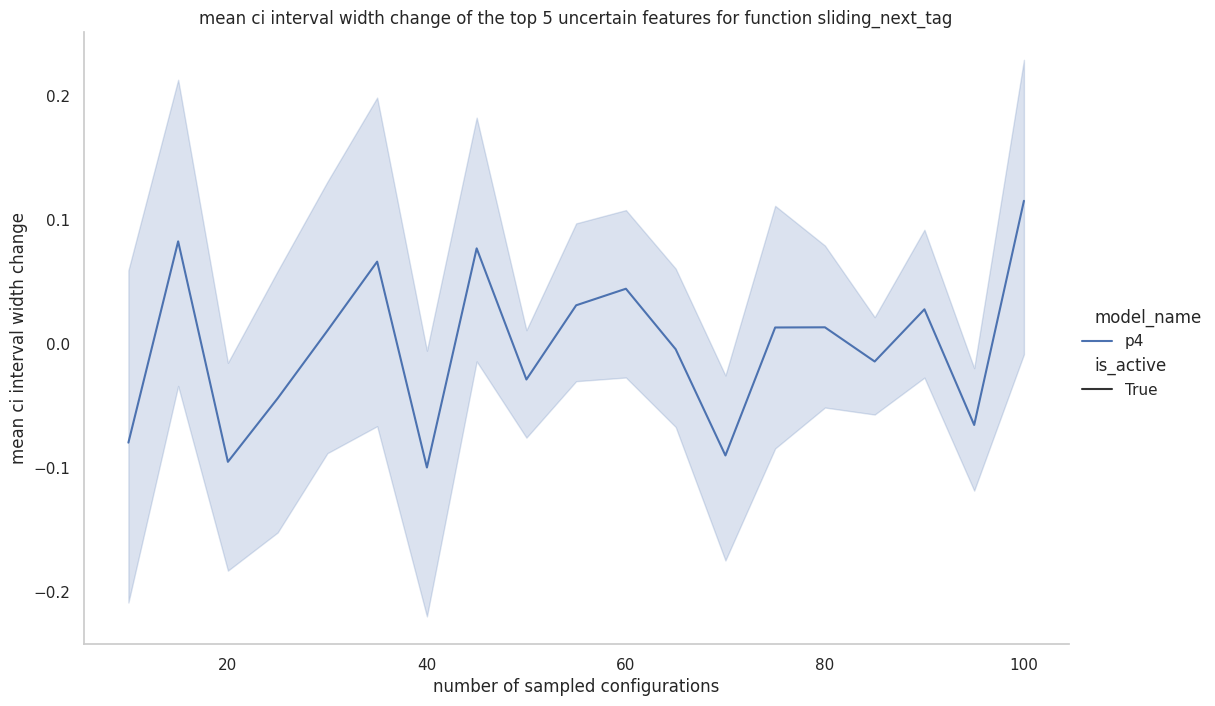 mean ci interval width change of the top 5 uncertain features for function sliding_next_tag
mean ci interval width change
0.2
0.1
0.0
−0.1
−0.2
20
40
60
80
100
number of sampled configurations
model_name
p4
is_active
True